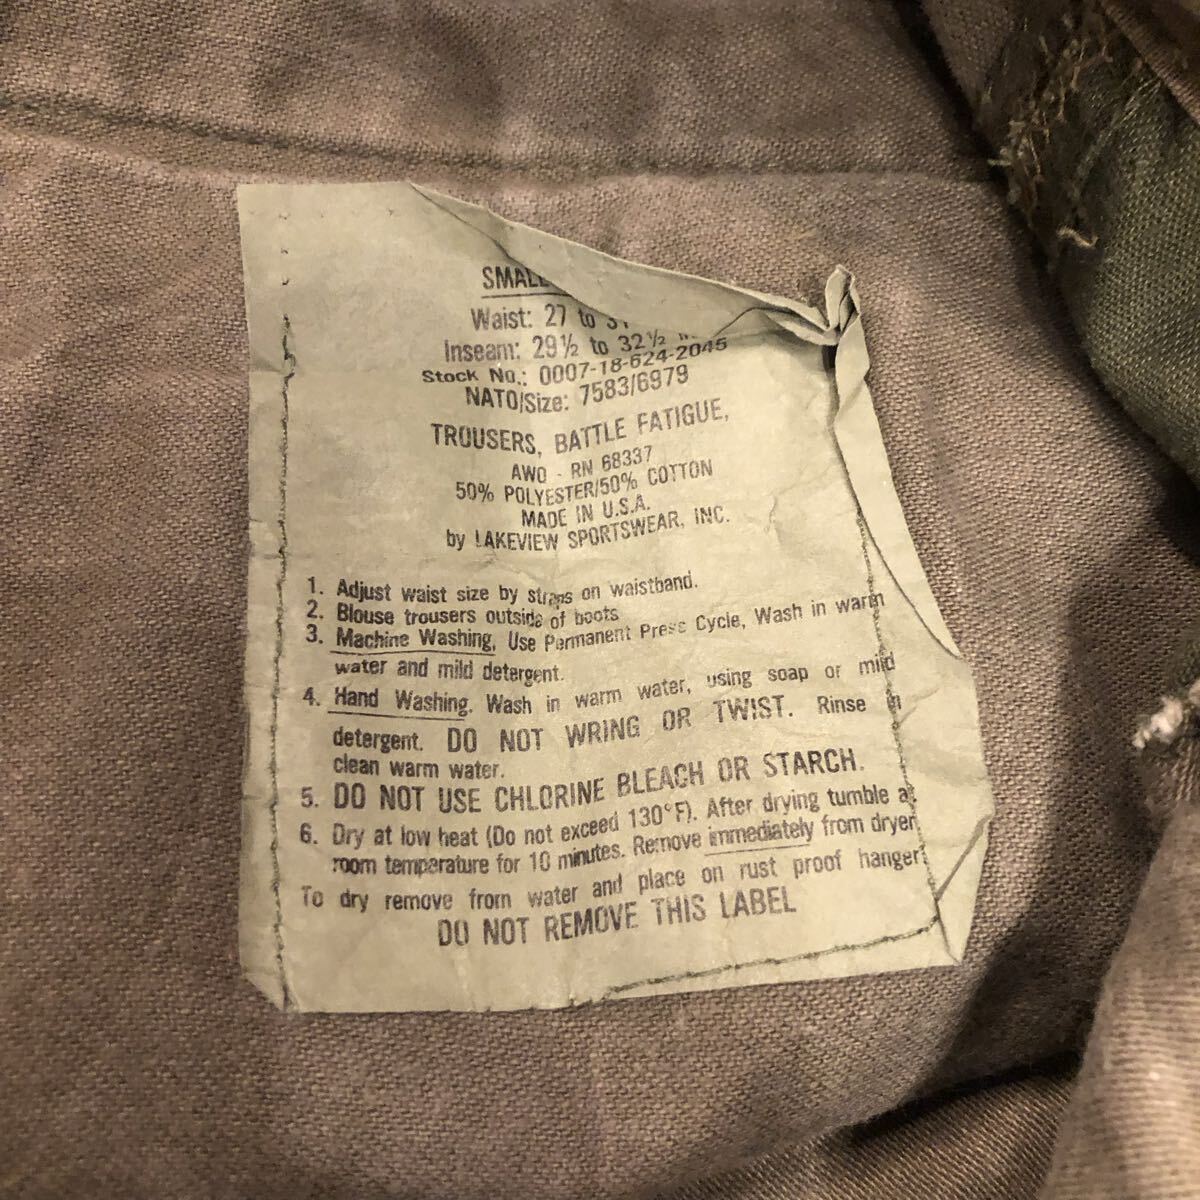 SMALL
Waist: 27 to 31
Inseam: 29½ to 32½
Stock No.: 0007-18-624-2045
NATO/Size: 7583/6979
TROUSERS, BATTLE FATIGUE,
AWO - RN 68337
50% POLYESTER/50% COTTON
MADE IN U.S.A.
by LAKEVIEW SPORTSWEAR, INC.
1. Adjust waist size by straps on waistband.
2. Blouse trousers outside of boots
3. Machine Washing, Use Permanent Press Cycle, Wash in warm
water and mild detergent.
4. Hand Washing. Wash in warm water, using soap or mild
detergent. DO NOT WRING OR TWIST. Rinse in
clean warm water.
5. DO NOT USE CHLORINE BLEACH OR STARCH.
6. Dry at low heat (Do not exceed 130°F). After drying tumble at
room temperature for 10 minutes. Remove immediately from dryer.
To dry remove from water and place on rust proof hanger.
DO NOT REMOVE THIS LABEL